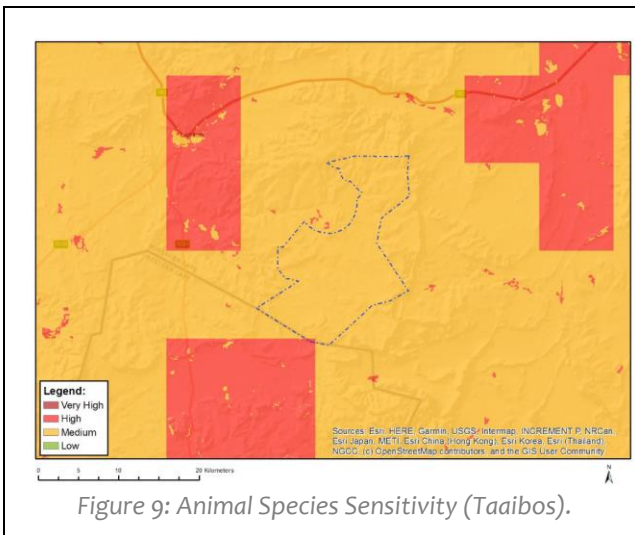 Legend:
Very High
High
Medium
Low
Sources: Esri, HERE, Garmin, USGS, Intermap, INCREMENT P, NRCan,
Esri Japan, METI, Esri China (Hong Kong), Esri Korea, Esri (Thailand),
NGCC, (c) OpenStreetMap contributors, and the GIS User Community
0 5 10 20 Kilometers
N
Figure 9: Animal Species Sensitivity (Taaibos).